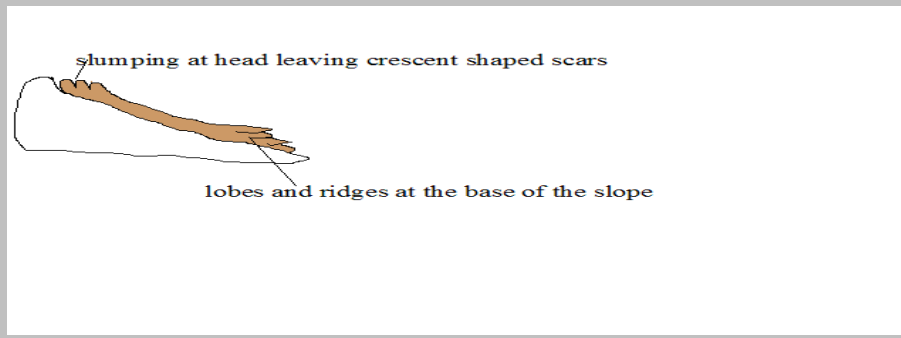 slumping at head leaving crescent shaped scars
lobes and ridges at the base of the slope